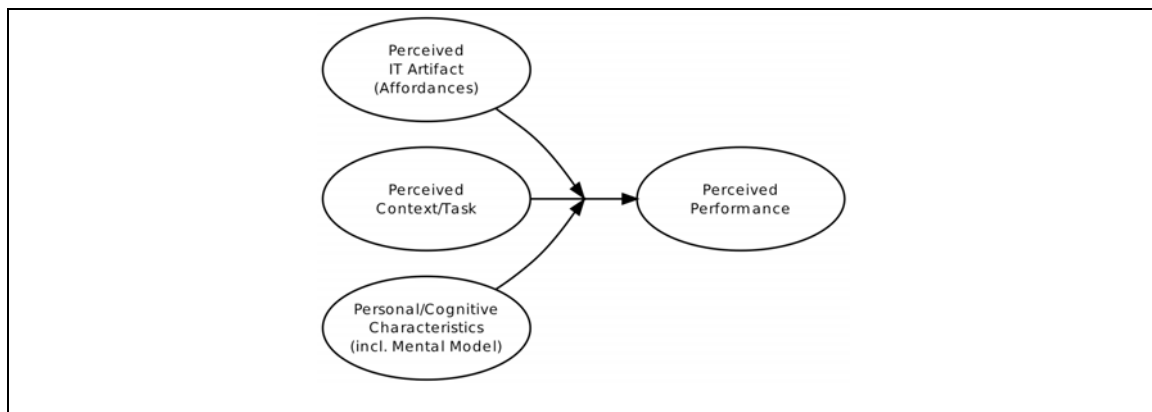 Perceived
IT Artifact
(Affordances)
Perceived
Context/Task
Personal/Cognitive
Characteristics
(incl. Mental Model)
Perceived
Performance